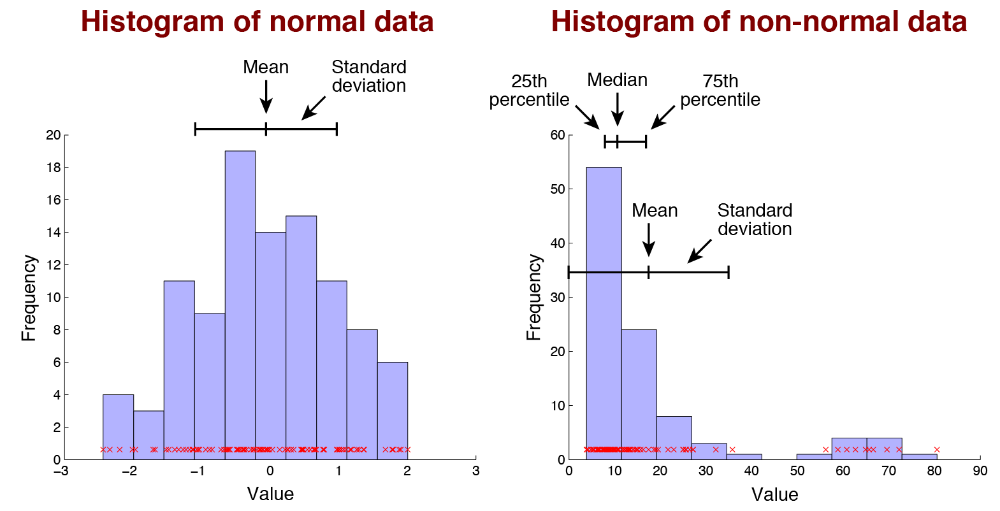 Histogram of normal data
Mean
Standard
deviation
20
18
16
14
12
10
8
6
4
2
0
Frequency
−3
−2
−1
0
1
2
3
Value
Histogram of non-normal data
25th
percentile
Median
75th
percentile
Mean
Standard
deviation
60
50
40
30
20
10
0
Frequency
0
10
20
30
40
50
60
70
80
90
Value